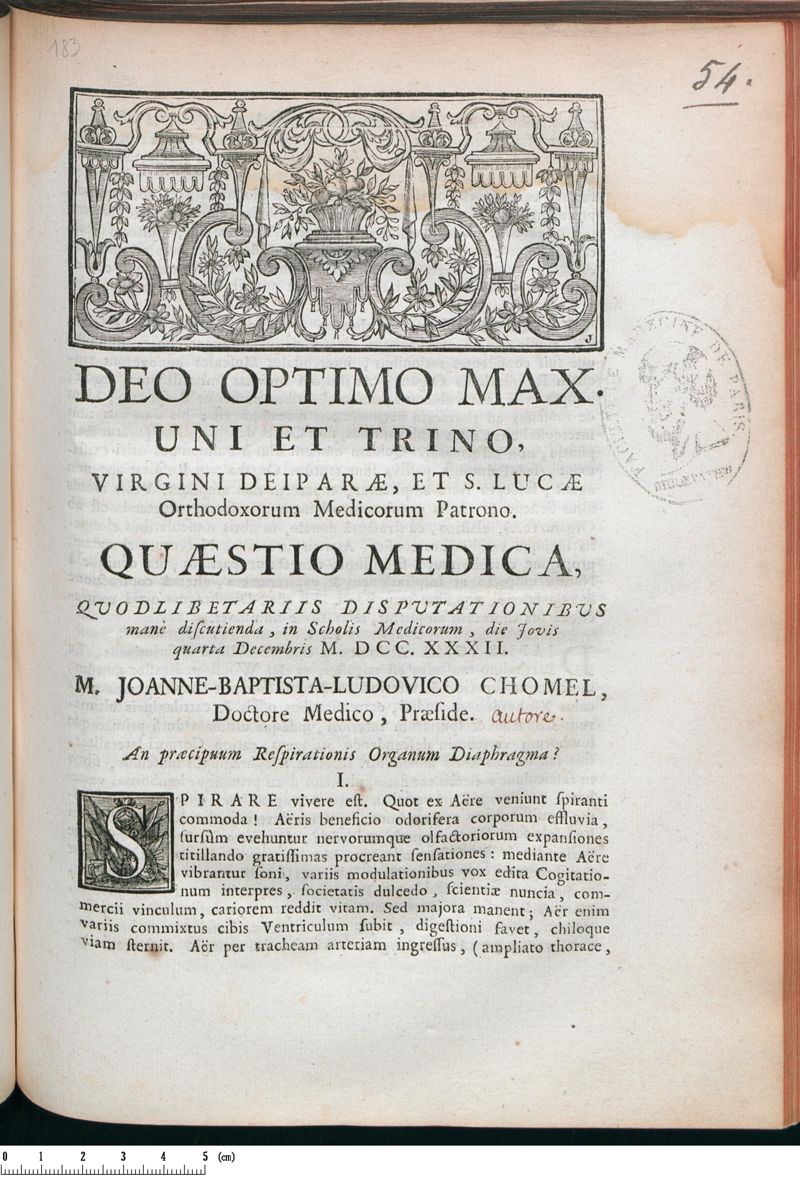 183
54.
DEO OPTIMO MAX.
UNI ET TRINO,
VIRGINI DEIPARÆ, ET S. LUCÆ
Orthodoxorum Medicorum Patrono.
FACULTÉ DE MEDECINE DE PARIS
QUÆSTIO MEDICA,
QUODLIBETARIIS DISPUTATIONIBUS
manè diſcutienda, in Scholis Medicorum, die Jovis
quarta Decembris M. DCC. XXXII.
M. JOANNE-BAPTISTA-LUDOVICO CHOMEL,
Doctore Medico, Præſide. autore.
An præcipuum Reſpirationis Organum Diaphragma?
I.
SPIRARE vivere eſt. Quot ex Aëre veniunt ſpiranti
commoda! Aëris beneficio odorifera corporum effluvia,
ſursùm evehuntur nervorumque olfactoriorum expanſiones
titillando gratiſſimas procreant ſenſationes: mediante Aëre
vibrantur ſoni, variis modulationibus vox edita Cogitatio-
num interpres, ſocietatis dulcedo, ſcientiæ nuncia, com-
mercii vinculum, cariorem reddit vitam. Sed majora manent; Aër enim
variis commixtus cibis Ventriculum ſubit, digeſtioni favet, chiloque
viam ſternit. Aër per tracheam arteriam ingreſſus, (ampliato thorace,
0 1 2 3 4 5 (cm)